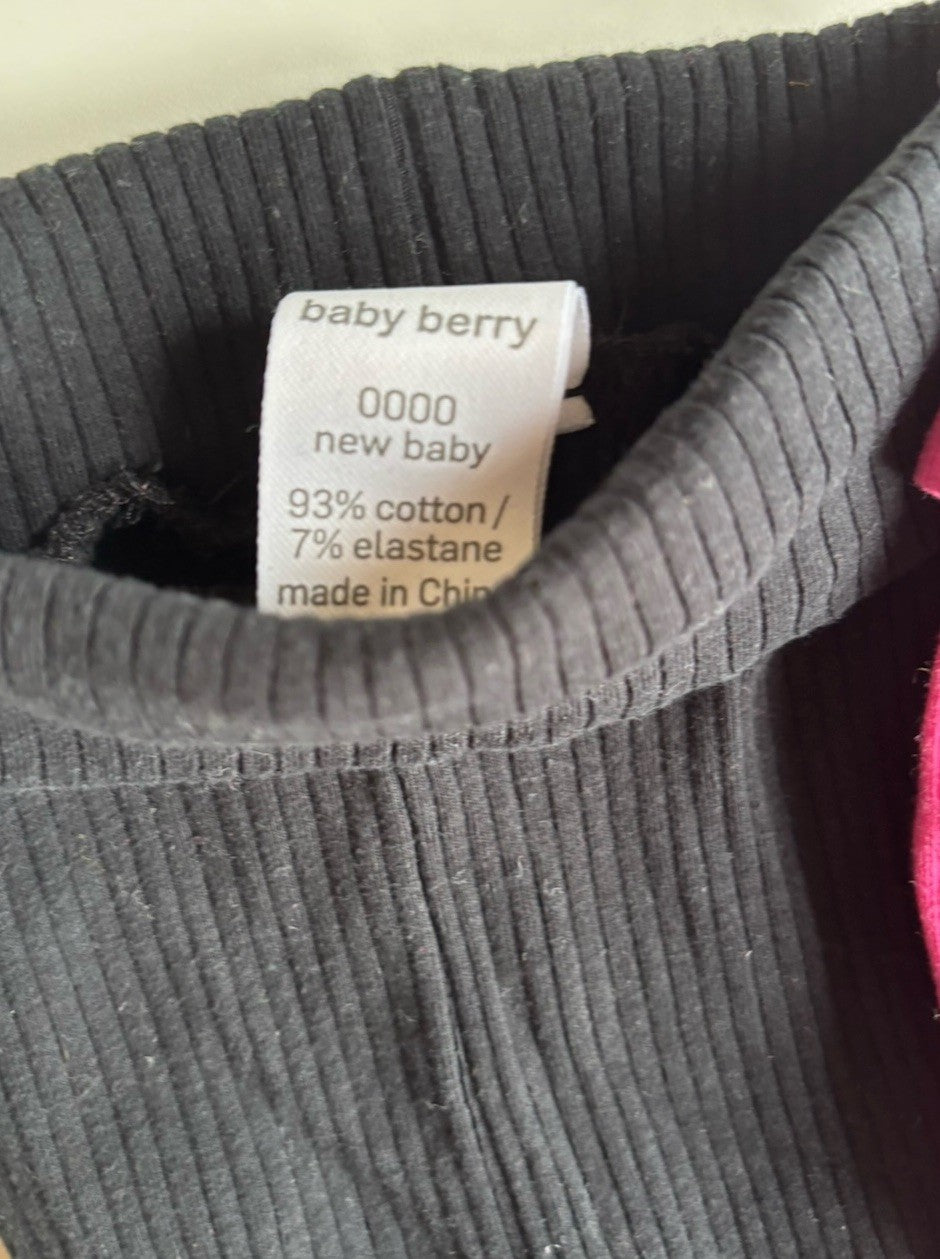 baby berry
0000
new baby
93% cotton /
7% elastane
made in Chin